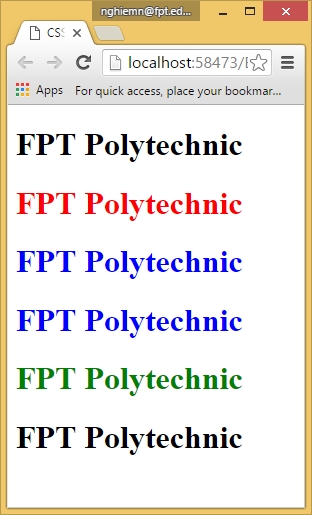 nghiemn@fpt.ed...
CSS
localhost:58473/
Apps For quick access, place your bookmar...
FPT Polytechnic
FPT Polytechnic
FPT Polytechnic
FPT Polytechnic
FPT Polytechnic
FPT Polytechnic